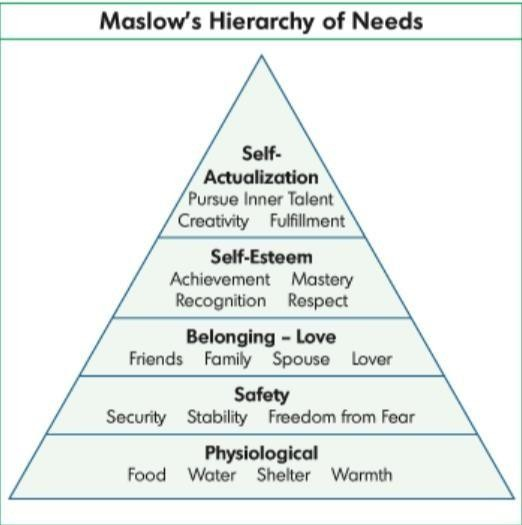 Maslow's Hierarchy of Needs
Self-
Actualization
Pursue Inner Talent
Creativity Fulfillment
Self-Esteem
Achievement Mastery
Recognition Respect
Belonging – Love
Friends Family Spouse Lover
Safety
Security Stability Freedom from Fear
Physiological
Food Water Shelter Warmth